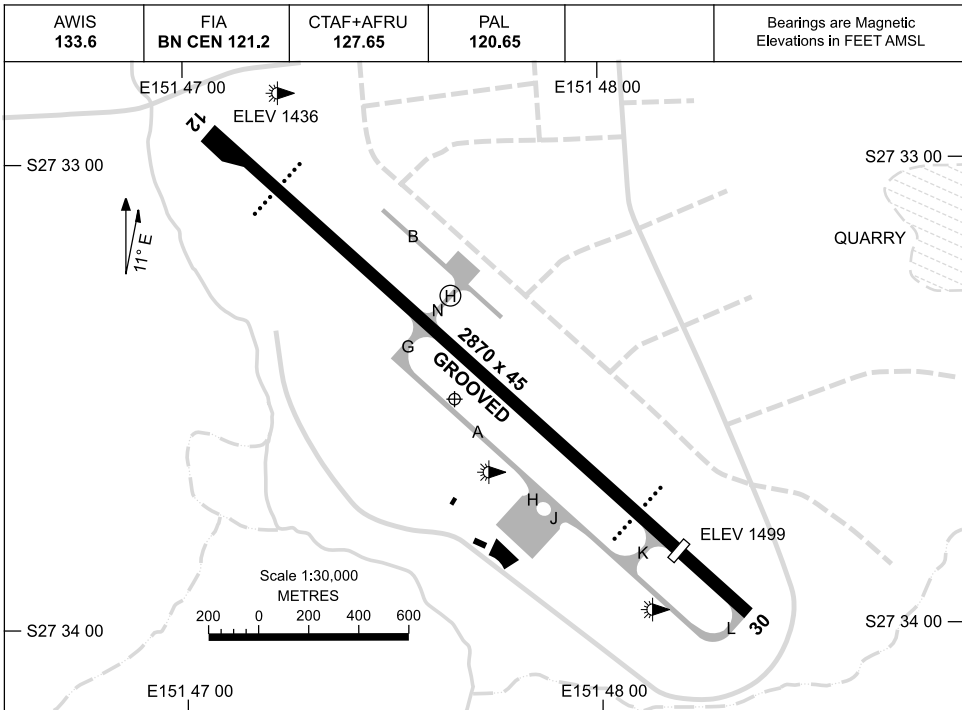 AWIS
133.6
FIA
BN CEN 121.2
CTAF+AFRU
127.65
PAL
120.65
Bearings are Magnetic
Elevations in FEET AMSL
E151 47 00
E151 48 00
ELEV 1436
12
S27 33 00
S27 33 00
11° E
B
QUARRY
H
N
G
2870 x 45
GROOVED
A
H
J
K
ELEV 1499
Scale 1:30,000
METRES
200 0 200 400 600
L
30
S27 34 00
S27 34 00
E151 47 00
E151 48 00